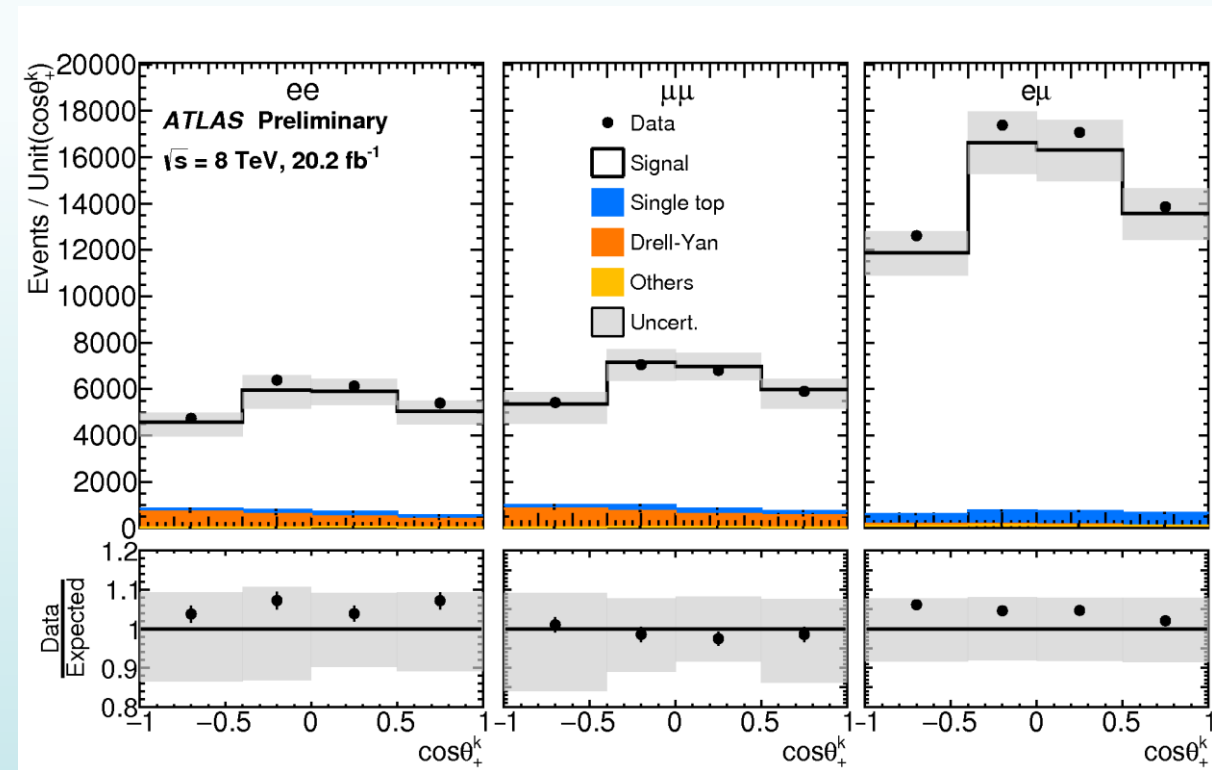 Events / Unit(cosθ₊ᵏ)
20000
18000
16000
14000
12000
10000
8000
6000
4000
2000
0
ee
ATLAS Preliminary
√s = 8 TeV, 20.2 fb⁻¹
μμ
Data
Signal
Single top
Drell-Yan
Others
Uncert.
eμ
Data
Expected
1.2
1.1
1
0.9
0.8
−1 −0.5 0 0.5 1
cosθ₊ᵏ
−1 −0.5 0 0.5 1
cosθ₊ᵏ
−1 −0.5 0 0.5 1
cosθ₊ᵏ